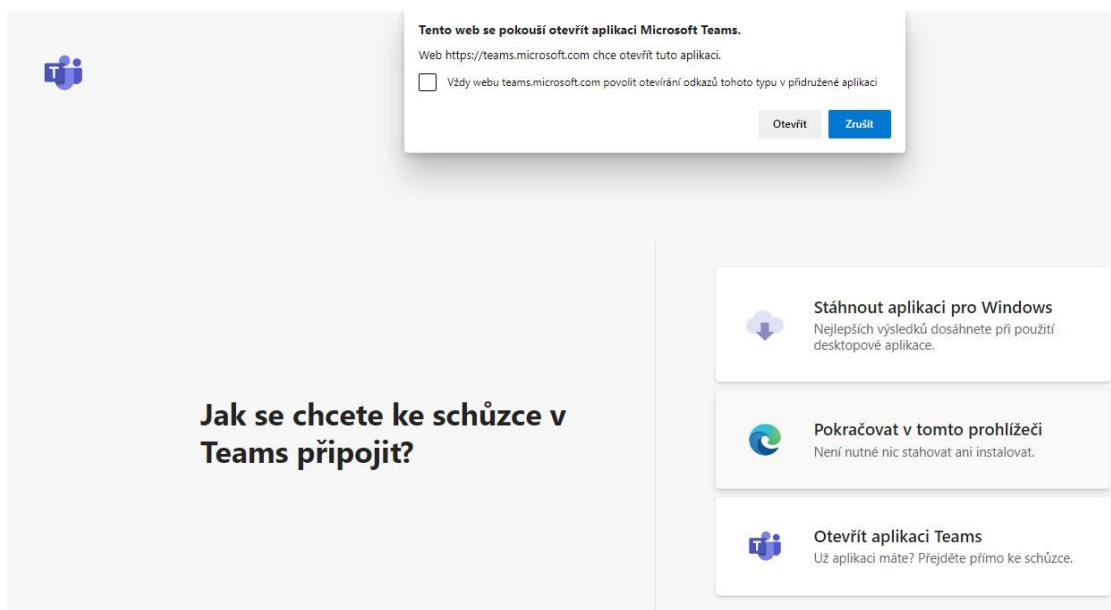 Tento web se pokouší otevřít aplikaci Microsoft Teams.
Web https://teams.microsoft.com chce otevřít tuto aplikaci.
Vždy webu teams.microsoft.com povolit otevírání odkazů tohoto typu v přidružené aplikaci
Otevřít
Zrušit
Jak se chcete ke schůzce v
Teams připojit?
Stáhnout aplikaci pro Windows
Nejlepších výsledků dosáhnete při použití
desktopové aplikace.
Pokračovat v tomto prohlížeči
Není nutné nic stahovat ani instalovat.
Otevřít aplikaci Teams
Už aplikaci máte? Přejděte přímo ke schůzce.